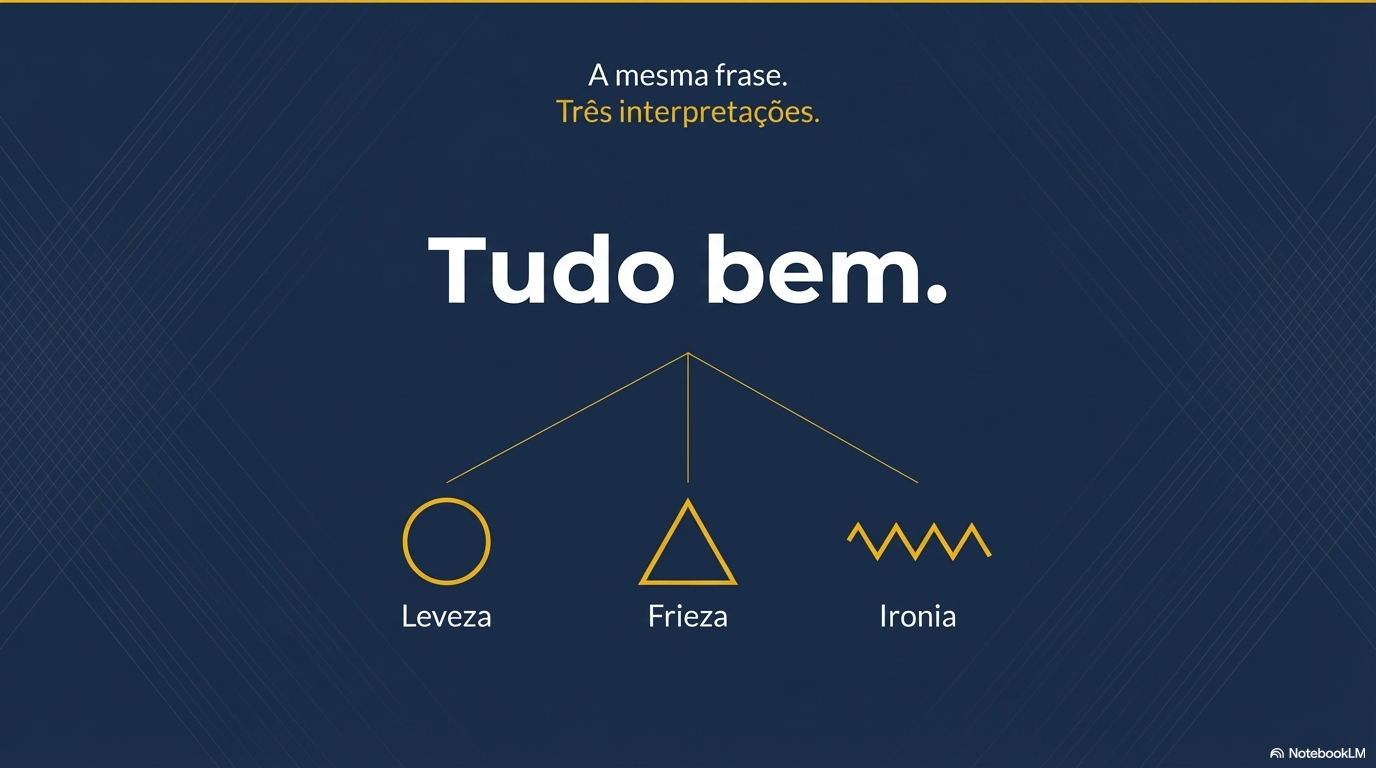 A mesma frase.
Três interpretações.
Tudo bem.
Leveza
Frieza
Ironia
NotebookLM